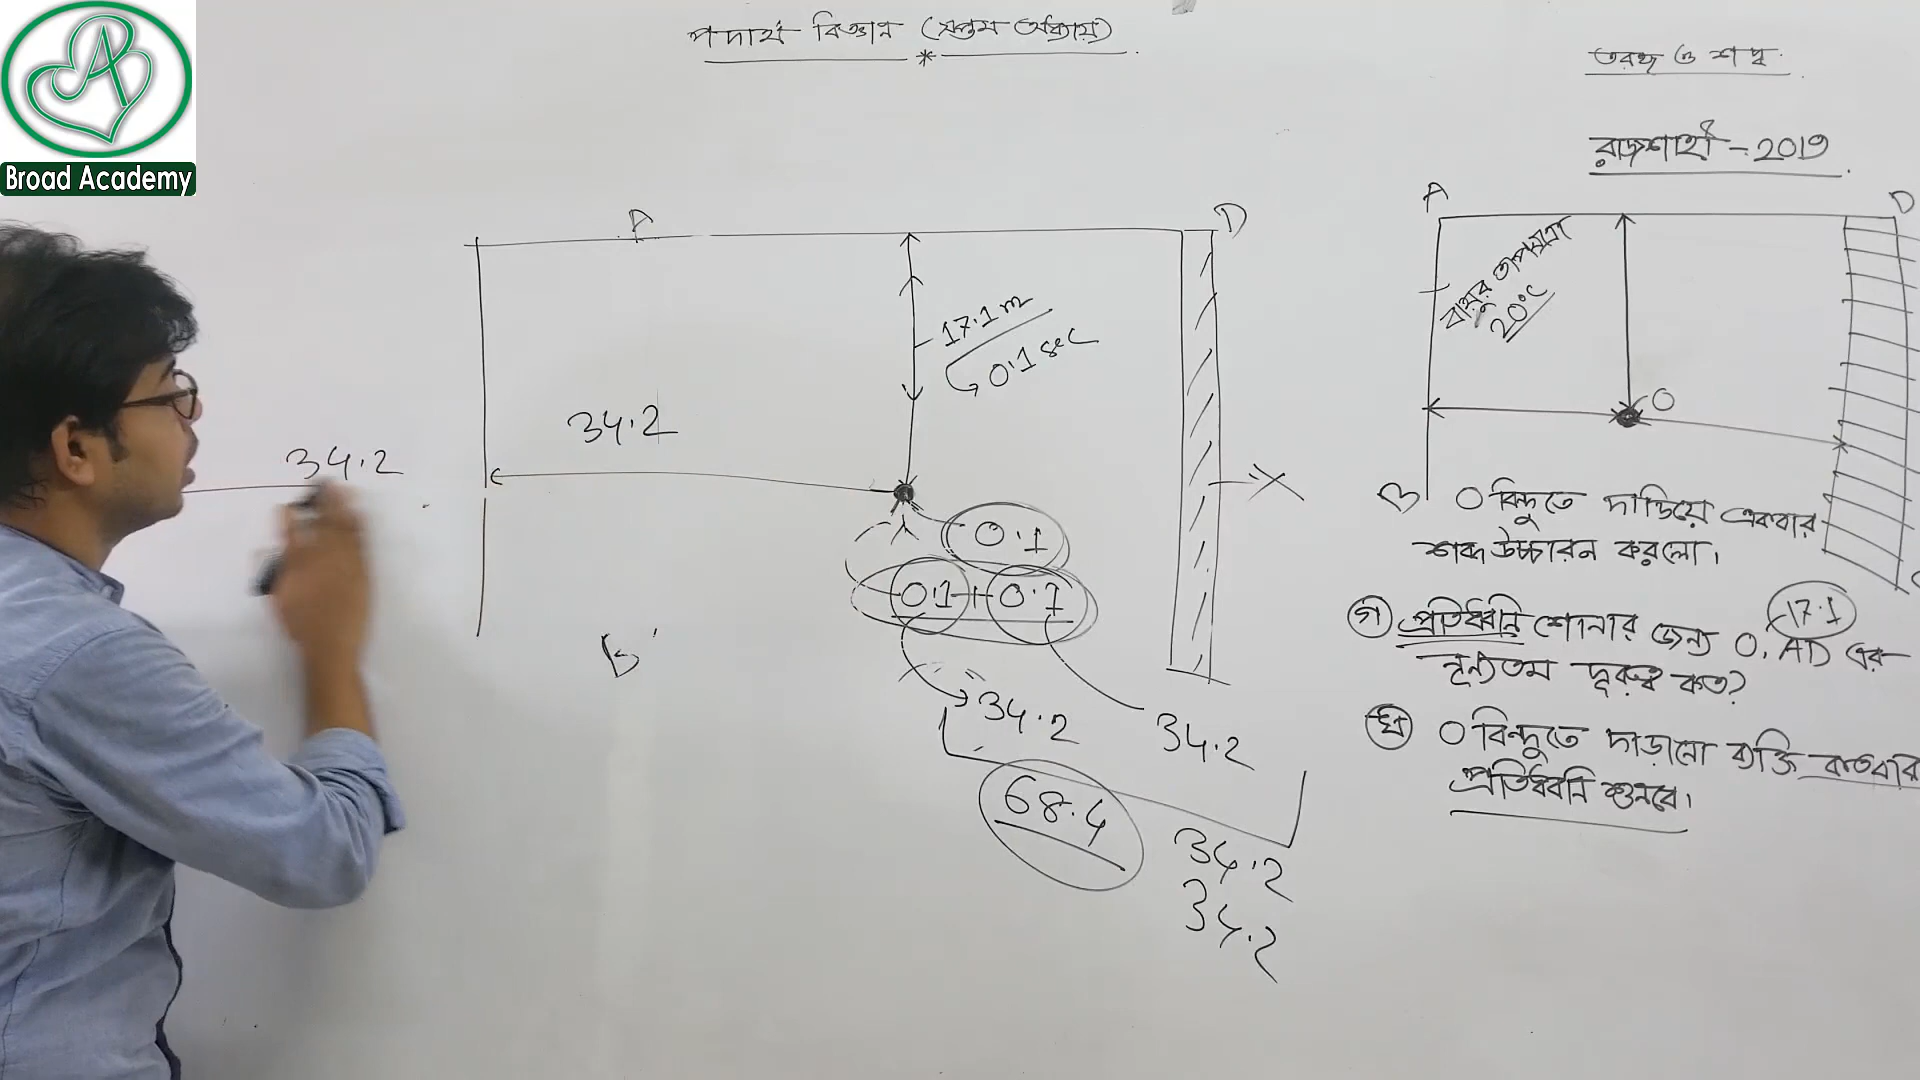 Broad Academy
পদার্থ বিজ্ঞান (সপ্তম অধ্যায়)
*
তরঙ্গ ও শব্দ
রাজশাহী - 2019
A
D
17.1 m
0.1 sec
34.2
34.2
0.1
0.1 + 0.1
B
34.2
34.2
68.4
34.2
34.2
A
D
বায়ুর তাপমাত্রা
20°C
O
B
O বিন্দুতে দাড়িয়ে একবার
শব্দ উচ্চারন করলো।
17.1
গ প্রতিধ্বনি শোনার জন্য O, AD এর
নূন্যতম দূরত্ব কত?
ঘ O বিন্দুতে দাড়ানো ব্যক্তি কতবার
প্রতিধ্বনি শুনবে।